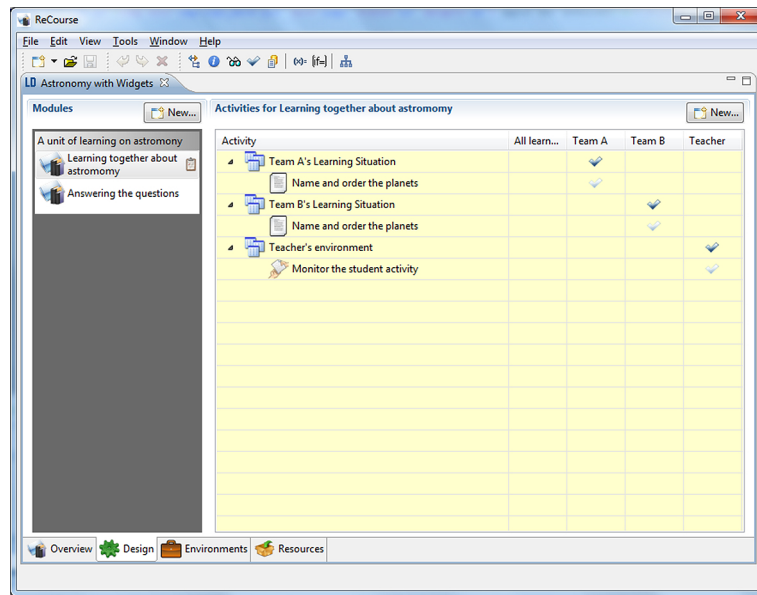 ReCourse
File Edit View Tools Window Help
(x)= [if=]
LD Astronomy with Widgets
Modules
New...
Activities for Learning together about astromomy
New...
A unit of learning on astromony
Learning together about
astromomy
Answering the questions
Activity All learn... Team A Team B Teacher
Team A's Learning Situation
Name and order the planets
Team B's Learning Situation
Name and order the planets
Teacher's environment
Monitor the student activity
Overview Design Environments Resources